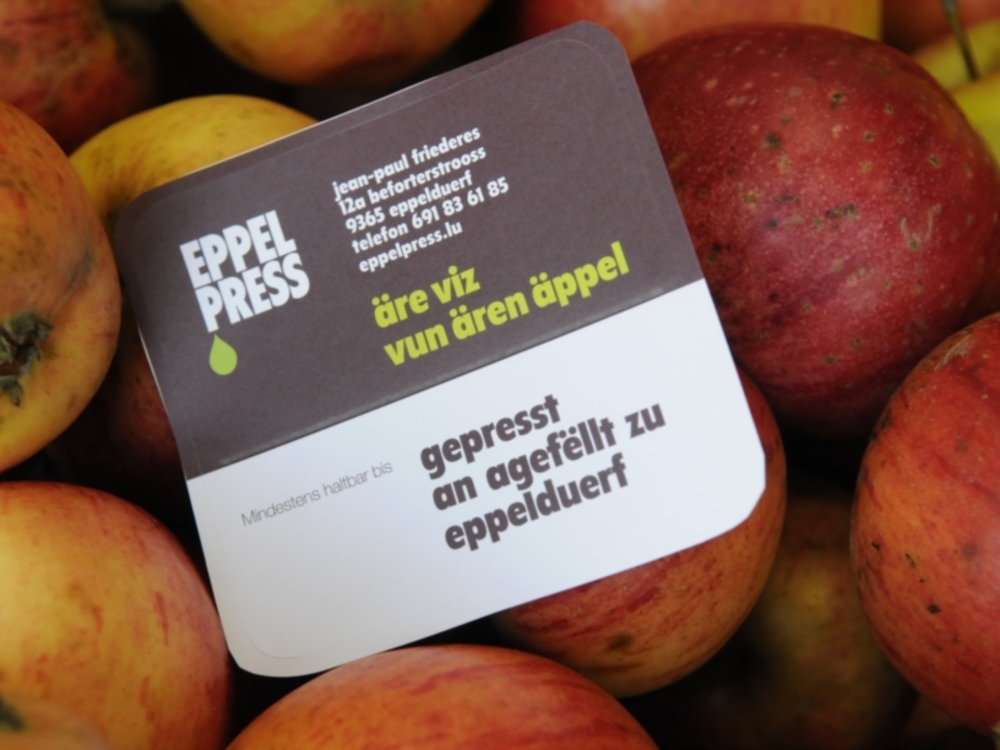 EPPEL
PRESS
jean-paul friederes
12a beforterstrooss
9365 eppelduerf
telefon 691 83 61 85
eppelpress.lu
äre viz
vun ären äppel
Mindestens haltbar bis
gepresst
an agefëllt zu
eppelduerf